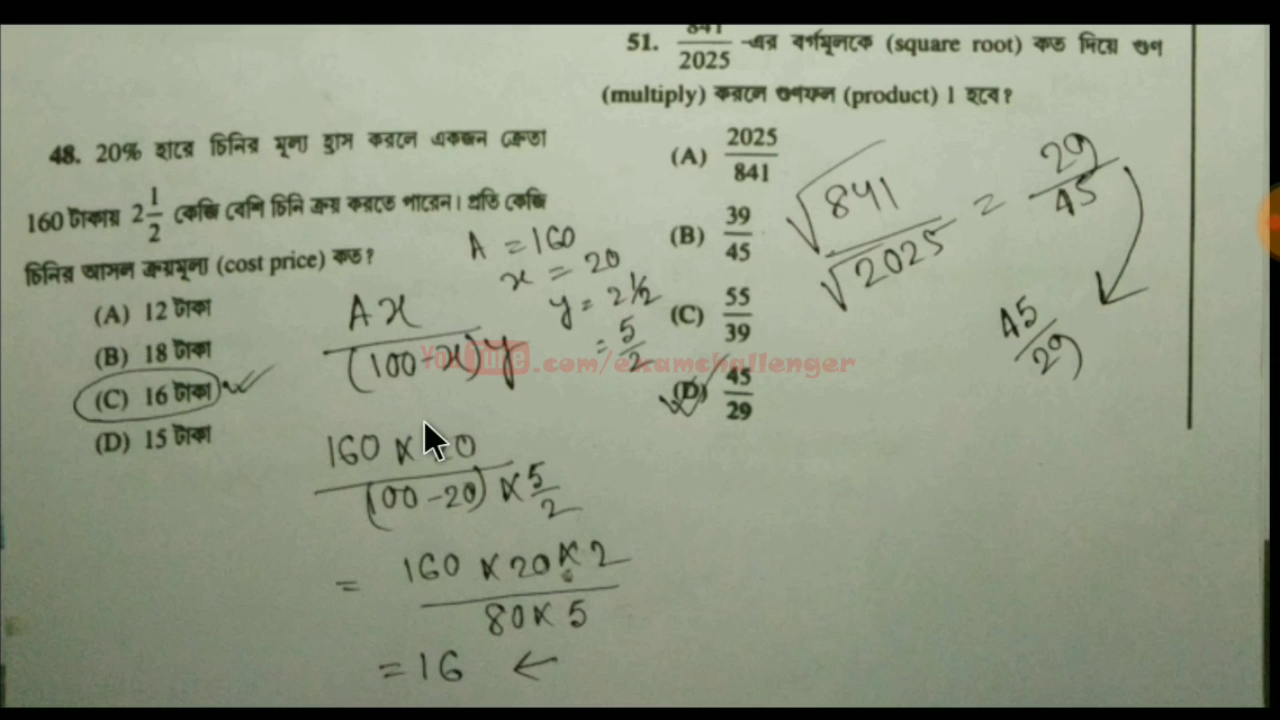 48. 20% হারে চিনির মূল্য হ্রাস করলে একজন ক্রেতা
160 টাকায় 2 1/2 কেজি বেশি চিনি ক্রয় করতে পারেন। প্রতি কেজি
চিনির আসল ক্রয়মূল্য (cost price) কত?
(A) 12 টাকা
(B) 18 টাকা
(C) 16 টাকা
(D) 15 টাকা
A = 160
x = 20
y = 2 1/2
= 5/2
Ax
(100-x)y
160 × 20
(100-20) × 5/2
= 160 × 20 × 2
80 × 5
= 16 ←
51. 841/2025 -এর বর্গমূলকে (square root) কত দিয়ে গুণ
(multiply) করলে গুণফল (product) 1 হবে?
(A) 2025/841
(B) 39/45
(C) 55/39
(D) 45/29
√841/√2025 = 29/45
45/29
YouTube.com/examchallenger